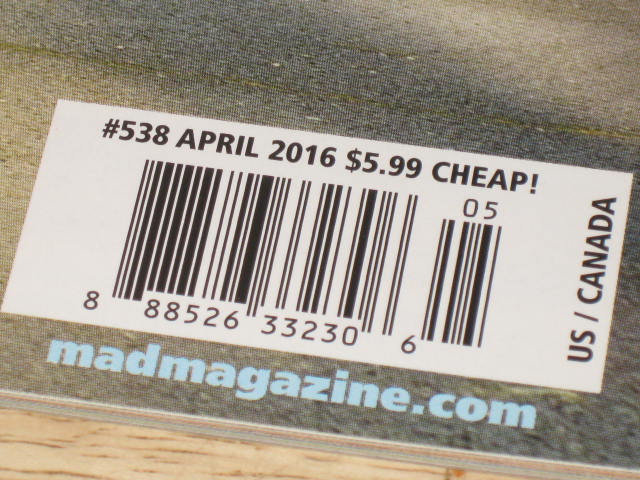 #538 APRIL 2016 $5.99 CHEAP!
05
US / CANADA
8 88526 33230 6
madmagazine.com